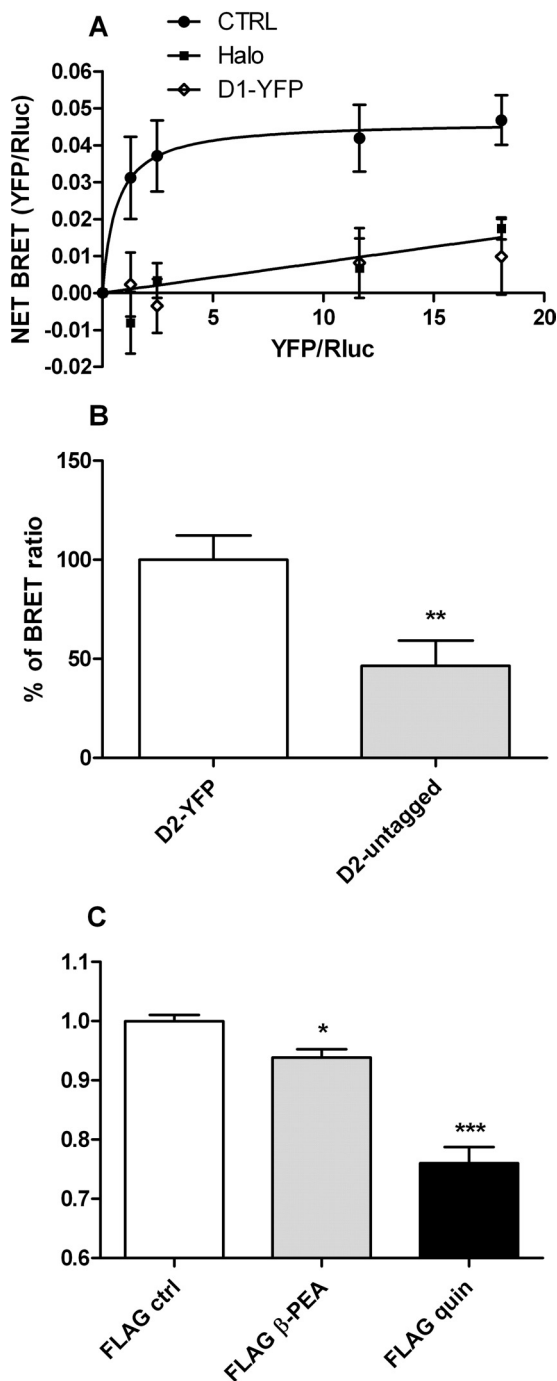 A
CTRL
Halo
D1-YFP
NET BRET (YFP/Rluc)
0.06
0.05
0.04
0.03
0.02
0.01
0.00
-0.01
-0.02
5
10
15
20
YFP/Rluc
B
% of BRET ratio
150
100
50
0
**
D2-YFP
D2-untagged
C
1.1
1.0
0.9
0.8
0.7
0.6
*
***
FLAG ctrl
FLAG β-PEA
FLAG quin